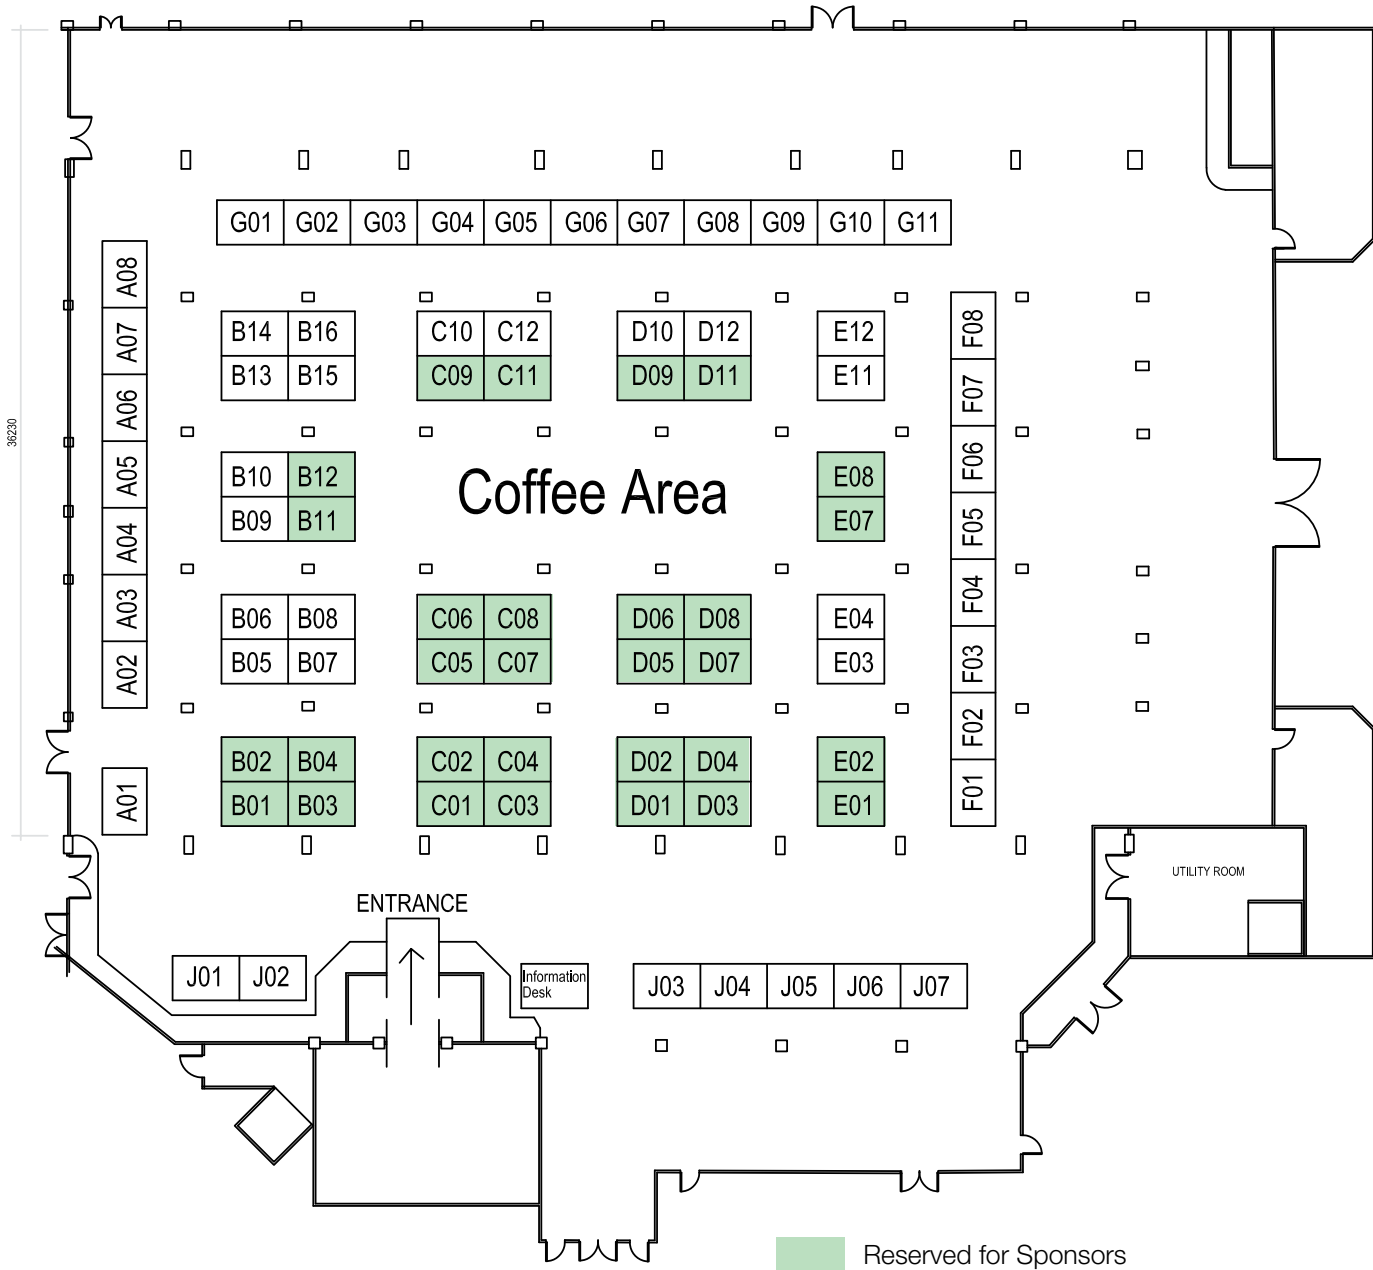 G01 G02 G03 G04 G05 G06 G07 G08 G09 G10 G11
A08
A07
A06
A05
A04
A03
A02
A01
B14 B16
B13 B15
C10 C12
C09 C11
D10 D12
D09 D11
E12
E11
F08
F07
F06
F05
F04
F03
F02
F01
36230
B10 B12
B09 B11
Coffee Area
E08
E07
B06 B08
B05 B07
C06 C08
C05 C07
D06 D08
D05 D07
E04
E03
B02 B04
B01 B03
C02 C04
C01 C03
D02 D04
D01 D03
E02
E01
UTILITY ROOM
ENTRANCE
J01 J02
Information
Desk
J03 J04 J05 J06 J07
Reserved for Sponsors